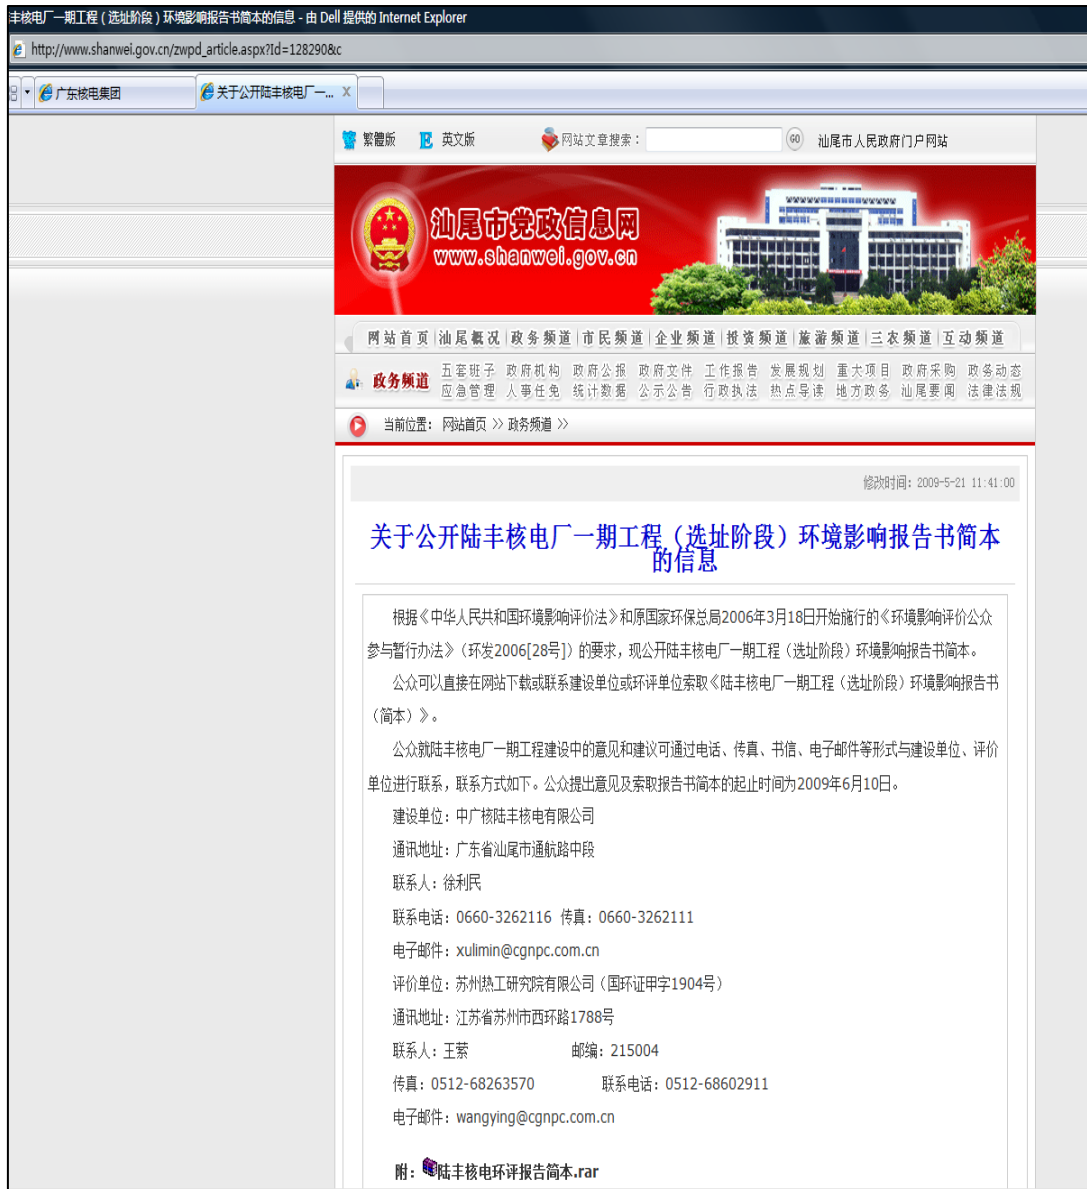 丰核电厂一期工程（选址阶段）环境影响报告书简本的信息 - 由 Dell 提供的 Internet Explorer
http://www.shanwei.gov.cn/zwpd_article.aspx?Id=128290&c
广东核电集团 关于公开陆丰核电厂一... X
繁體版 英文版 网站文章搜索： GO 汕尾市人民政府门户网站
汕尾市党政信息网
www.shanwei.gov.cn
网站首页|汕尾概况|政务频道|市民频道|企业频道|投资频道|旅游频道|三农频道|互动频道
政务频道
五套班子 政府机构 政府公报 政府文件 工作报告 发展规划 重大项目 政府采购 政务动态
应急管理 人事任免 统计数据 公示公告 行政执法 热点导读 地方政务 汕尾要闻 法律法规
当前位置： 网站首页 >> 政务频道 >>
修改时间：2009-5-21 11:41:00
关于公开陆丰核电厂一期工程（选址阶段）环境影响报告书简本
的信息
根据《中华人民共和国环境影响评价法》和原国家环保总局2006年3月18日开始施行的《环境影响评价公众
参与暂行办法》（环发2006[28号]）的要求，现公开陆丰核电厂一期工程（选址阶段）环境影响报告书简本。
公众可以直接在网站下载或联系建设单位或环评单位索取《陆丰核电厂一期工程（选址阶段）环境影响报告书
（简本）》。
公众就陆丰核电厂一期工程建设中的意见和建议可通过电话、传真、书信、电子邮件等形式与建设单位、评价
单位进行联系，联系方式如下。公众提出意见及索取报告书简本的起止时间为2009年6月10日。
建设单位：中广核陆丰核电有限公司
通讯地址：广东省汕尾市通航路中段
联系人：徐利民
联系电话：0660-3262116 传真：0660-3262111
电子邮件：xulimin@cgnpc.com.cn
评价单位：苏州热工研究院有限公司（国环证甲字1904号）
通讯地址：江苏省苏州市西环路1788号
联系人：王萦 邮编：215004
传真：0512-68263570 联系电话：0512-68602911
电子邮件：wangying@cgnpc.com.cn
附：陆丰核电环评报告简本.rar